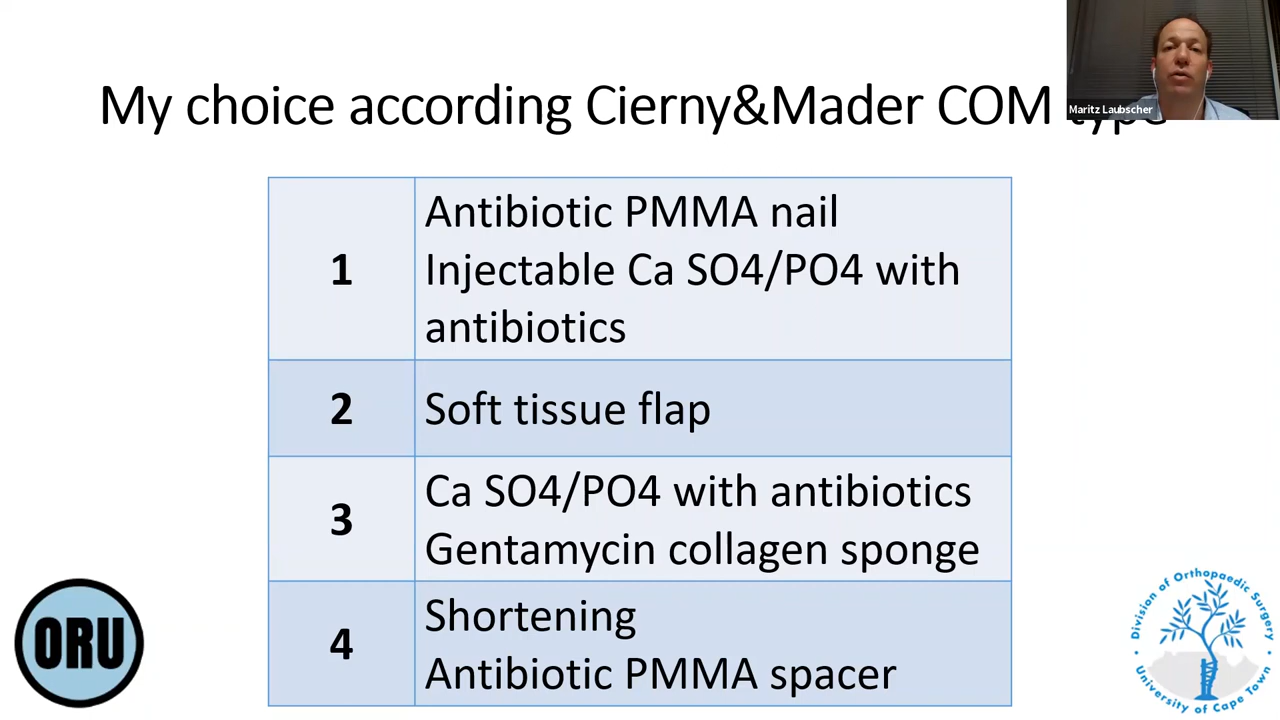 My choice according Cierny&Mader COM type
Maritz Laubscher
1
Antibiotic PMMA nail
Injectable Ca SO4/PO4 with
antibiotics
2
Soft tissue flap
3
Ca SO4/PO4 with antibiotics
Gentamycin collagen sponge
4
Shortening
Antibiotic PMMA spacer
ORU
Division of Orthopaedic Surgery
University of Cape Town